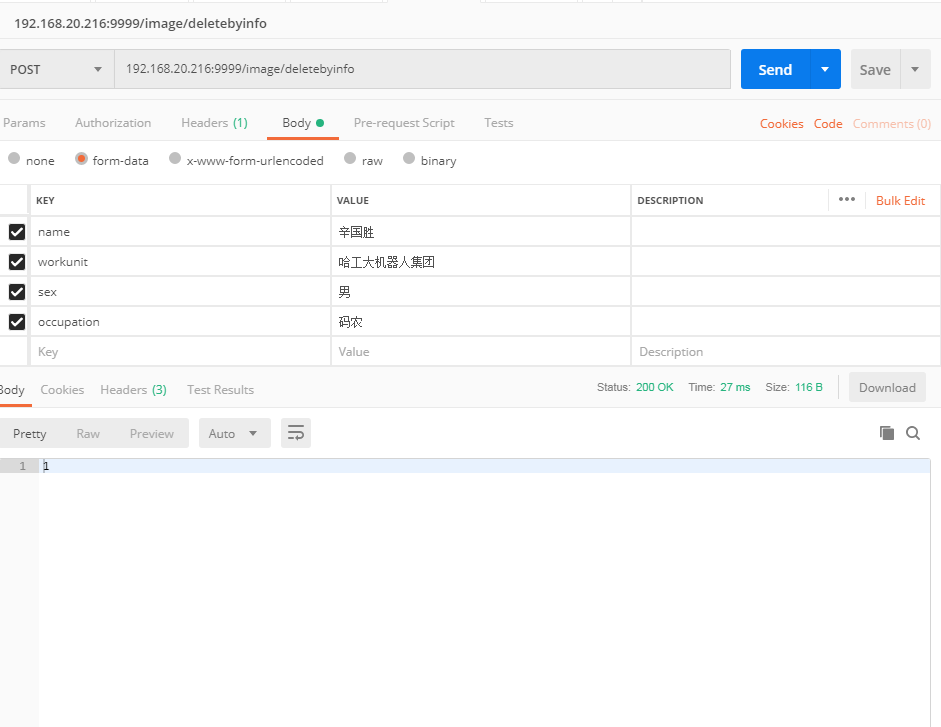 192.168.20.216:9999/image/deletebyinfo
POST 192.168.20.216:9999/image/deletebyinfo Send Save
Params Authorization Headers (1) Body Pre-request Script Tests Cookies Code Comments (0)
none form-data x-www-form-urlencoded raw binary
KEY VALUE DESCRIPTION ••• Bulk Edit
name 辛国胜
workunit 哈工大机器人集团
sex 男
occupation 码农
Key Value Description
Body Cookies Headers (3) Test Results Status: 200 OK Time: 27 ms Size: 116 B Download
Pretty Raw Preview Auto
1 1